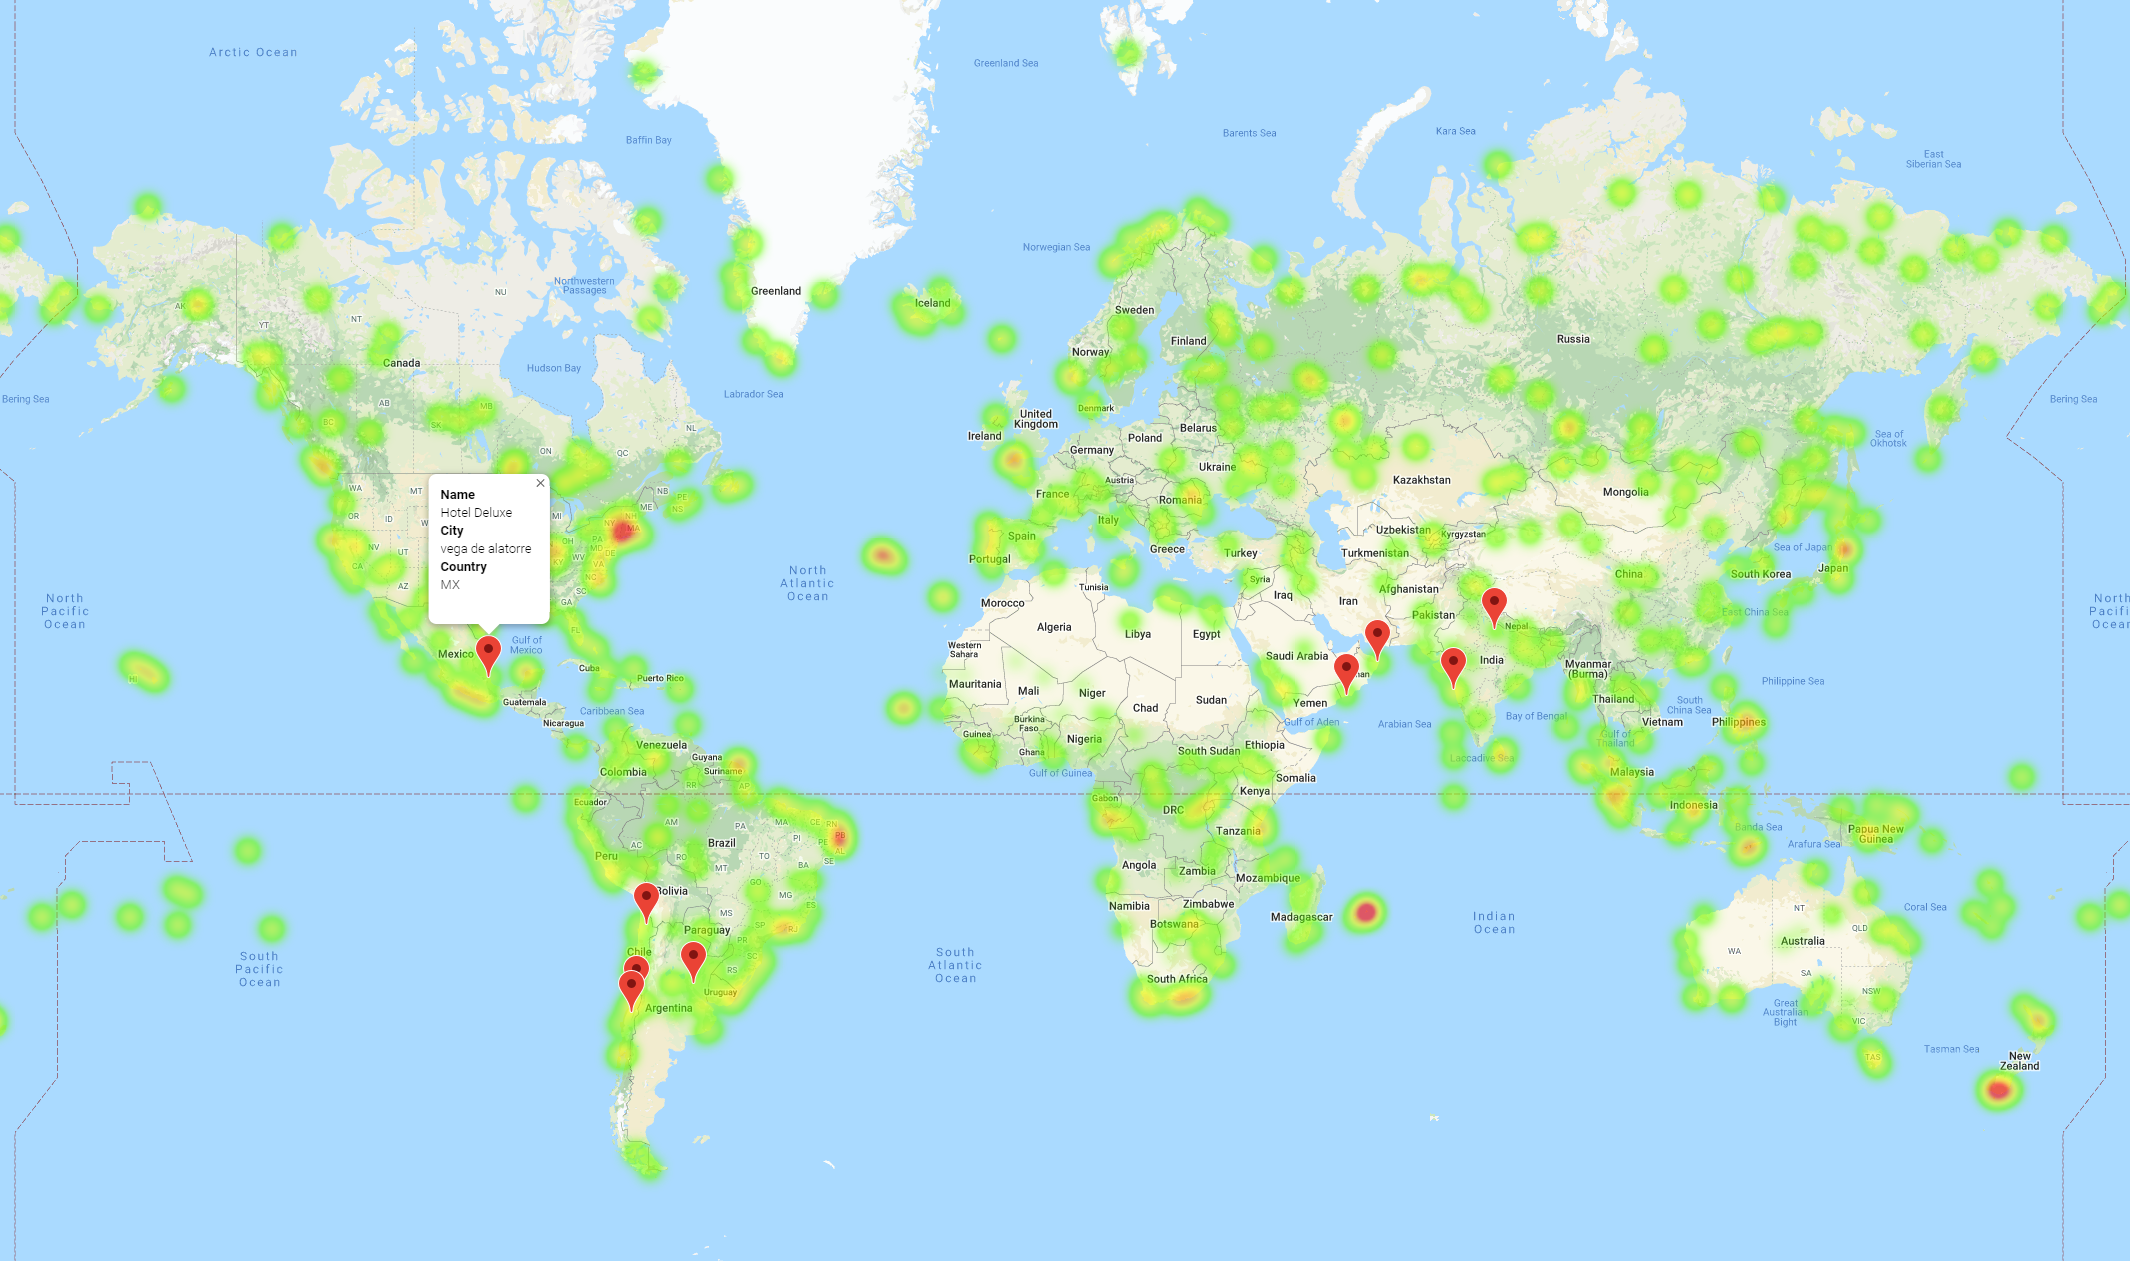 Arctic Ocean
Greenland Sea
Baffin Bay
Barents Sea
Kara Sea
East
Siberian Sea
Norwegian Sea
Northwestern
Passages
NU
Greenland
Iceland
AK
YT
NT
Sweden
Finland
Norway
Russia
Canada
Hudson Bay
Labrador Sea
Bering Sea
Bering Sea
AB
MB
SK
BC
NL
ON
QC
United
Kingdom
Ireland
Denmark
Belarus
Poland
Germany
Ukraine
Austria
France
Romania
Italy
Spain
Portugal
Greece
Turkey
Kazakhstan
Mongolia
Sea of
Okhotsk
Uzbekistan
Kyrgyzstan
Turkmenistan
Sea of Japan
Japan
South Korea
China
East China Sea
WA
MT
OR
ID
NV
UT
CA
AZ
MI
NB
PE
NS
ME
NH
NY
MA
PA
OH
MD
DE
WV
VA
KY
NC
SC
GA
FL
Name
Hotel Deluxe
City
vega de alatorre
Country
MX
North
Pacific
Ocean
North
Atlantic
Ocean
North
Pacifi
Ocean
Tunisia
Morocco
Algeria
Libya
Egypt
Western
Sahara
Syria
Iraq
Iran
Afghanistan
Pakistan
Nepal
India
Saudi Arabia
man
Yemen
Gulf of Aden
Arabian Sea
Bay of Bengal
Laccadive Sea
Myanmar
(Burma)
Thailand
Vietnam
Gulf of
Thailand
South
China Sea
Philippines
Philippine Sea
Malaysia
Indonesia
Banda Sea
Arafura Sea
Papua New
Guinea
HI
Mexico
Gulf of
Mexico
Cuba
Puerto Rico
Guatemala
Caribbean Sea
Nicaragua
Mauritania
Mali
Niger
Chad
Sudan
Burkina
Faso
Guinea
Ghana
Nigeria
Gulf of Guinea
South Sudan
Ethiopia
Somalia
Kenya
Gabon
DRC
Tanzania
Angola
Zambia
Mozambique
Namibia
Zimbabwe
Botswana
Madagascar
South Africa
Venezuela
Guyana
Suriname
Colombia
Ecuador
RR
AP
AM
PA
MA
CE
RN
PB
PE
AL
SE
PI
TO
BA
AC
RO
MT
GO
MG
MS
ES
SP
RJ
PR
SC
RS
Brazil
Peru
Bolivia
Paraguay
Chile
Uruguay
Argentina
South
Pacific
Ocean
South
Atlantic
Ocean
Indian
Ocean
NT
Coral Sea
QLD
WA
Australia
SA
NSW
VIC
Great
Australian
Bight
TAS
Tasman Sea
New
Zealand